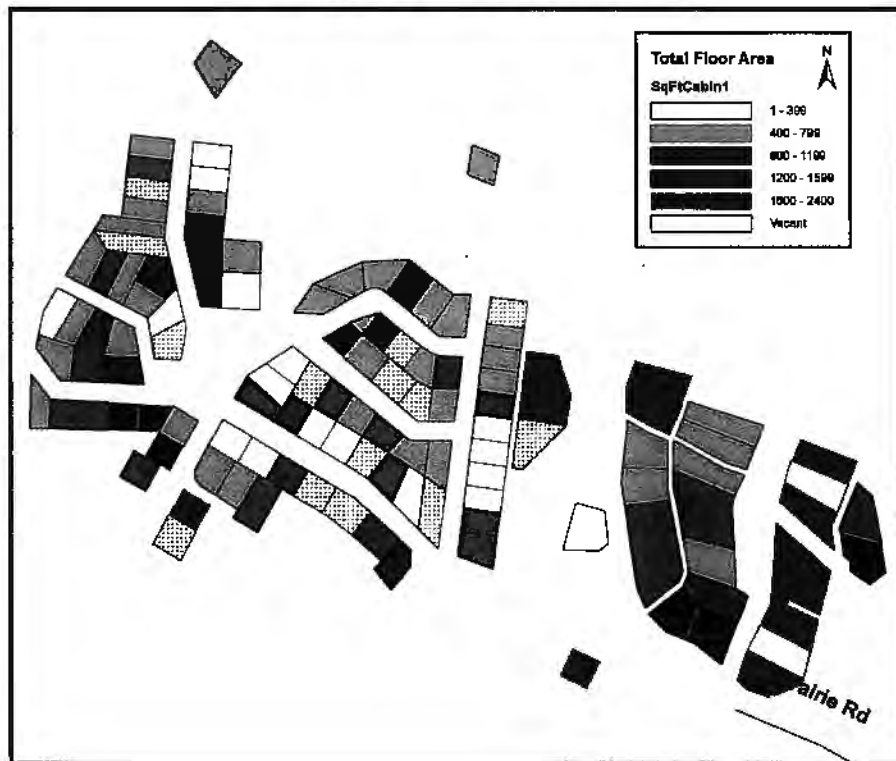 Total Floor Area
N
SqFtCabin1
1 - 399
400 - 799
800 - 1199
1200 - 1599
1600 - 2400
Vacant
airie Rd